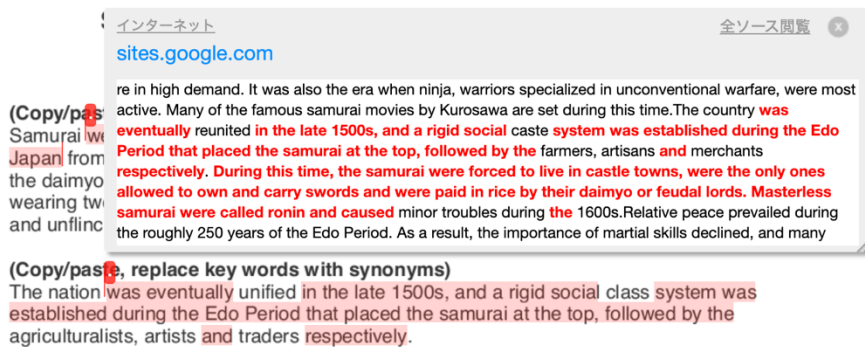 インターネット
全ソース閲覧
sites.google.com
re in high demand. It was also the era when ninja, warriors specialized in unconventional warfare, were most
active. Many of the famous samurai movies by Kurosawa are set during this time.The country was
eventually reunited in the late 1500s, and a rigid social caste system was established during the Edo
Period that placed the samurai at the top, followed by the farmers, artisans and merchants
respectively. During this time, the samurai were forced to live in castle towns, were the only ones
allowed to own and carry swords and were paid in rice by their daimyo or feudal lords. Masterless
samurai were called ronin and caused minor troubles during the 1600s.Relative peace prevailed during
the roughly 250 years of the Edo Period. As a result, the importance of martial skills declined, and many
(Copy/past
Samurai we
Japan from
the daimyo
wearing tw
and unflinc
(Copy/paste, replace key words with synonyms)
The nation was eventually unified in the late 1500s, and a rigid social class system was
established during the Edo Period that placed the samurai at the top, followed by the
agriculturalists, artists and traders respectively.